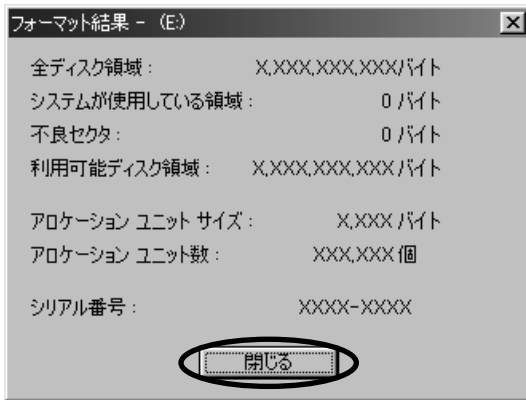 フォーマット結果 - (E:)
全ディスク領域： X,XXX,XXX,XXXバイト
システムが使用している領域： 0 バイト
不良セクタ： 0 バイト
利用可能ディスク領域： X,XXX,XXX,XXX バイト
アロケーション ユニット サイズ： X,XXX バイト
アロケーション ユニット数： XXX,XXX 個
シリアル番号： XXXX-XXXX
閉じる